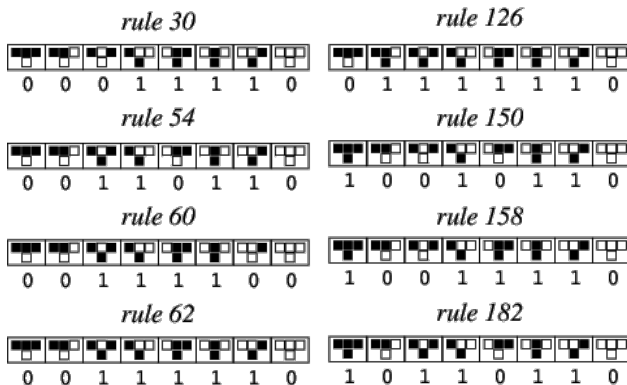 rule 30
0 0 0 1 1 1 1 0
rule 54
0 0 1 1 0 1 1 0
rule 60
0 0 1 1 1 1 0 0
rule 62
0 0 1 1 1 1 1 0
rule 126
0 1 1 1 1 1 1 0
rule 150
1 0 0 1 0 1 1 0
rule 158
1 0 0 1 1 1 1 0
rule 182
1 0 1 1 0 1 1 0